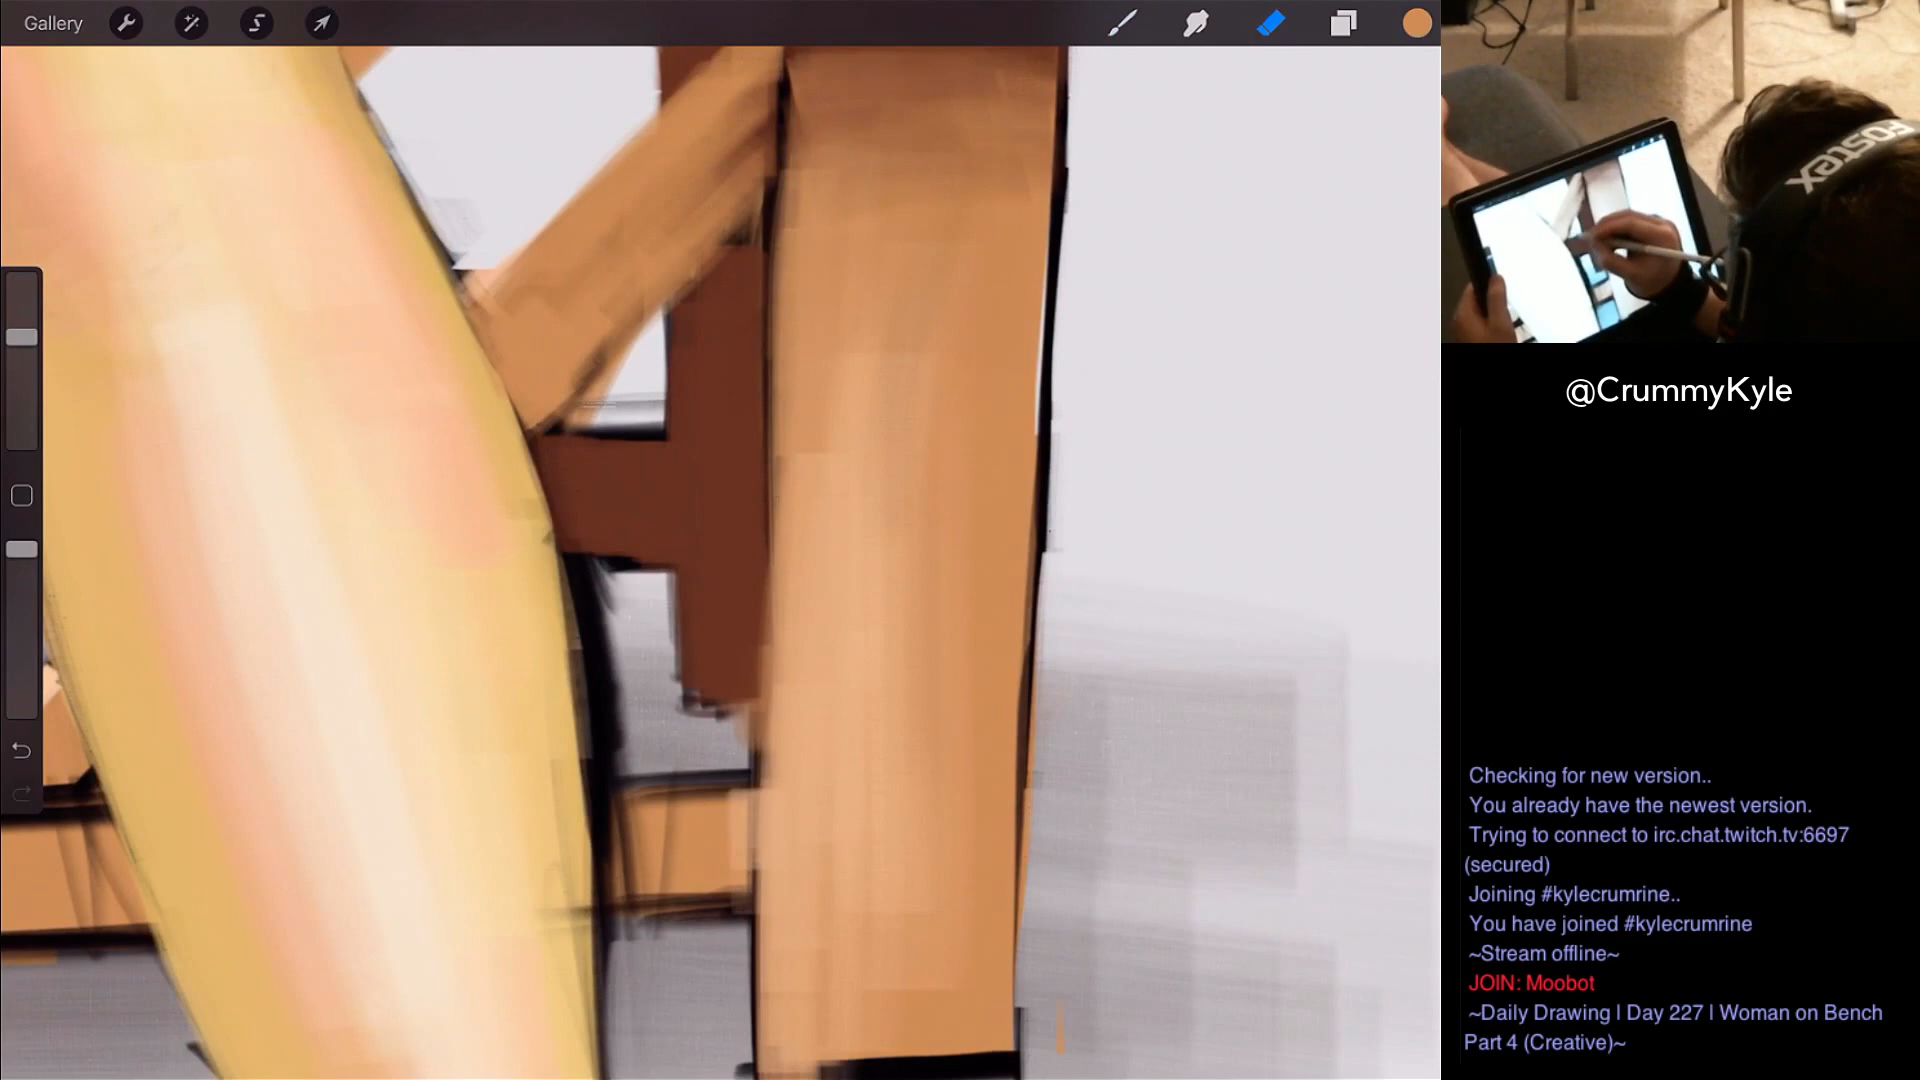 Gallery
FOSTEX
@CrummyKyle
Checking for new version..
You already have the newest version.
Trying to connect to irc.chat.twitch.tv:6697
(secured)
Joining #kylecrumrine..
You have joined #kylecrumrine
~Stream offline~
JOIN: Moobot
~Daily Drawing | Day 227 | Woman on Bench
Part 4 (Creative)~